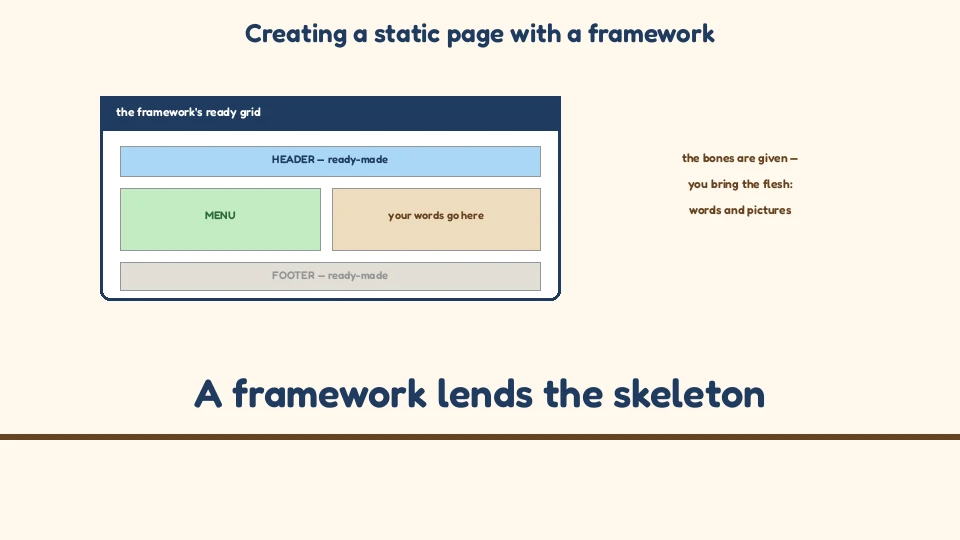 Creating a static page with a framework
the framework's ready grid
HEADER — ready-made
MENU
your words go here
FOOTER — ready-made
the bones are given —
you bring the flesh:
words and pictures
A framework lends the skeleton